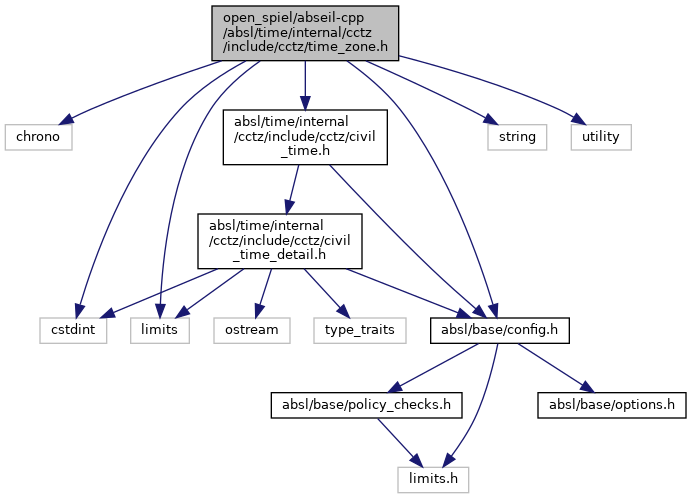 open_spiel/abseil-cpp
/absl/time/internal/cctz
/include/cctz/time_zone.h
chrono
absl/time/internal
/cctz/include/cctz/civil
_time.h
string
utility
absl/time/internal
/cctz/include/cctz/civil
_time_detail.h
cstdint
limits
ostream
type_traits
absl/base/config.h
absl/base/policy_checks.h
absl/base/options.h
limits.h